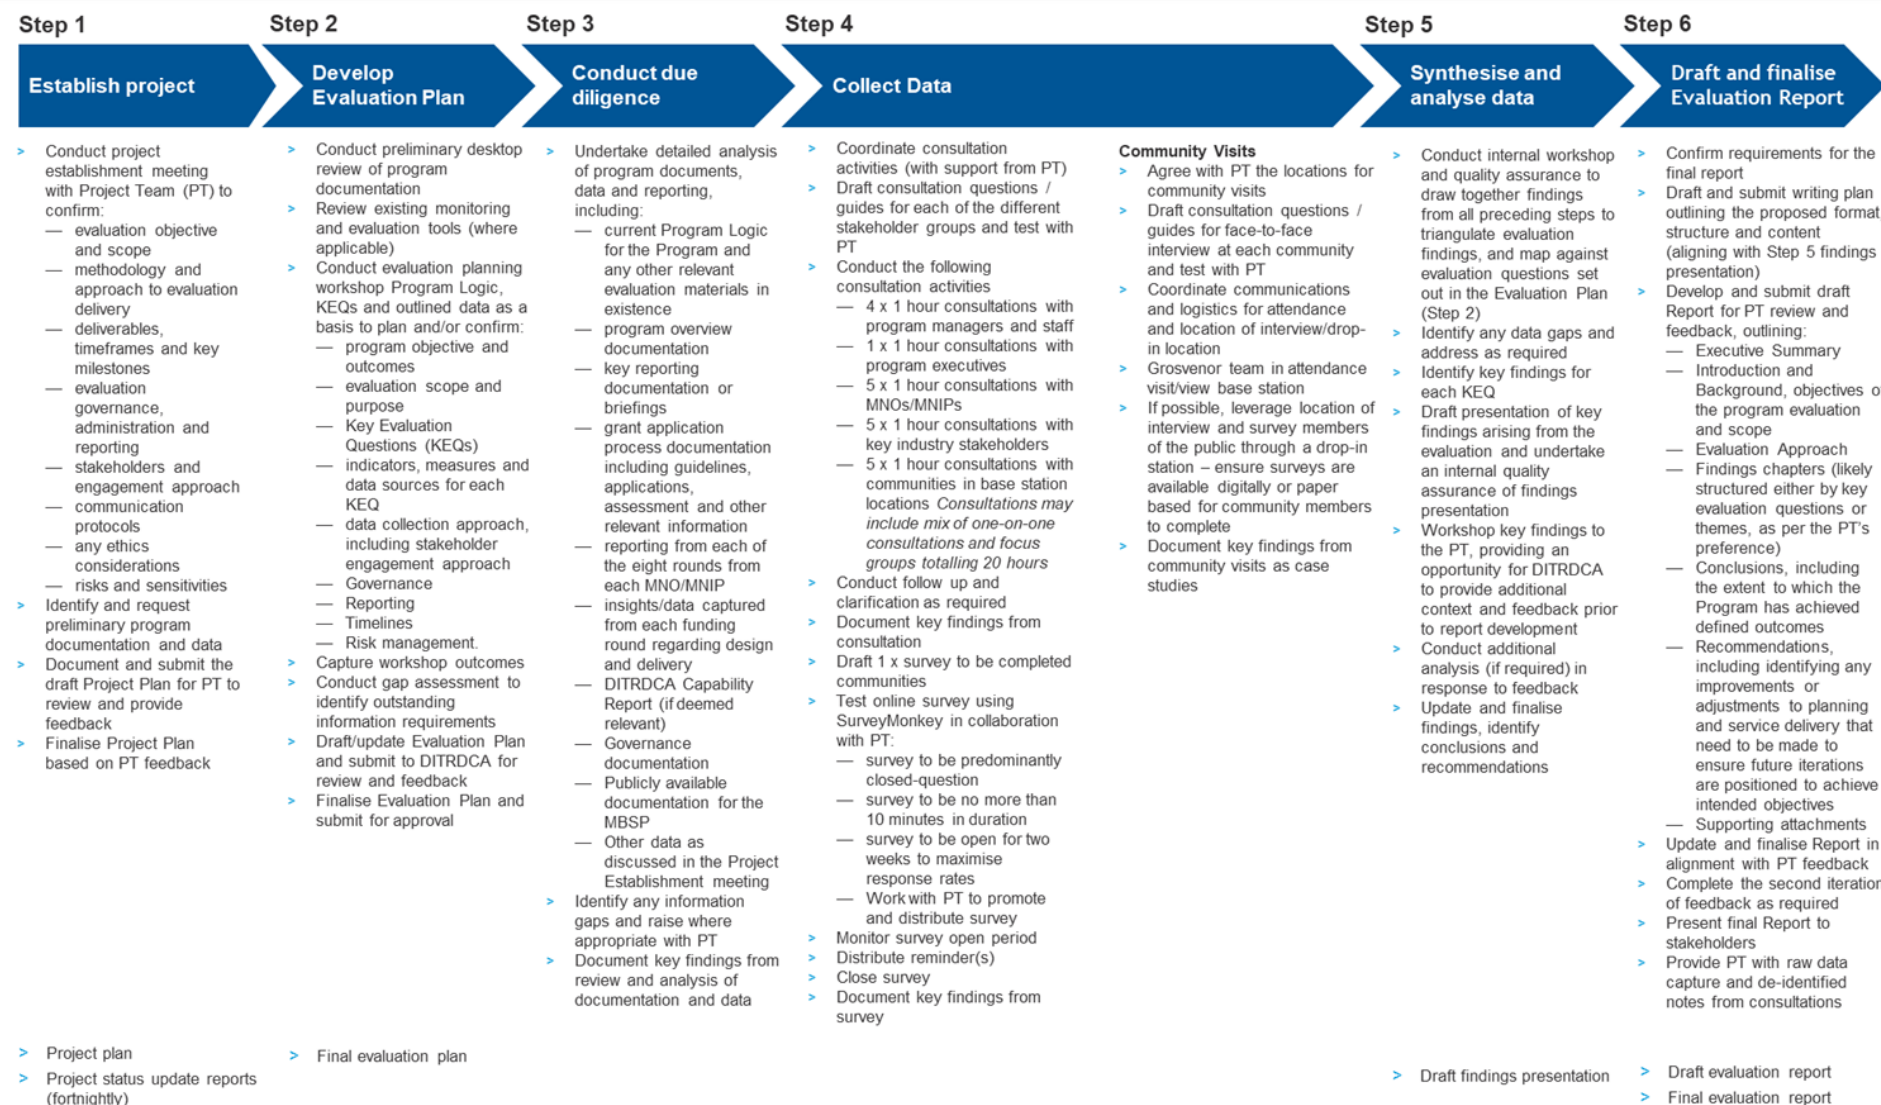 Step 1
Establish project
> Conduct project
establishment meeting
with Project Team (PT) to
confirm:
— evaluation objective
and scope
— methodology and
approach to evaluation
delivery
— deliverables,
timeframes and key
milestones
— evaluation
governance,
administration and
reporting
— stakeholders and
engagement approach
— communication
protocols
— any ethics
considerations
— risks and sensitivities
> Identify and request
preliminary program
documentation and data
> Document and submit the
draft Project Plan for PT to
review and provide
feedback
> Finalise Project Plan
based on PT feedback
> Project plan
> Project status update reports
(fortnightly)
Step 2
Develop
Evaluation Plan
> Conduct preliminary desktop
review of program
documentation
> Review existing monitoring
and evaluation tools (where
applicable)
> Conduct evaluation planning
workshop Program Logic,
KEQs and outlined data as a
basis to plan and/or confirm:
— program objective and
outcomes
— evaluation scope and
purpose
— Key Evaluation
Questions (KEQs)
— indicators, measures and
data sources for each
KEQ
— data collection approach,
including stakeholder
engagement approach
— Governance
— Reporting
— Timelines
— Risk management.
> Capture workshop outcomes
> Conduct gap assessment to
identify outstanding
information requirements
> Draft/update Evaluation Plan
and submit to DITRDCA for
review and feedback
> Finalise Evaluation Plan and
submit for approval
> Final evaluation plan
Step 3
Conduct due
diligence
> Undertake detailed analysis
of program documents,
data and reporting,
including:
— current Program Logic
for the Program and
any other relevant
evaluation materials in
existence
— program overview
documentation
— key reporting
documentation or
briefings
— grant application
process documentation
including guidelines,
applications,
assessment and other
relevant information
— reporting from each of
the eight rounds from
each MNO/MNIP
— insights/data captured
from each funding
round regarding design
and delivery
— DITRDCA Capability
Report (if deemed
relevant)
— Governance
documentation
— Publicly available
documentation for the
MBSP
— Other data as
discussed in the Project
Establishment meeting
> Identify any information
gaps and raise where
appropriate with PT
> Document key findings from
review and analysis of
documentation and data
Step 4
Collect Data
> Coordinate consultation
activities (with support from PT)
> Draft consultation questions /
guides for each of the different
stakeholder groups and test with
PT
> Conduct the following
consultation activities
— 4 x 1 hour consultations with
program managers and staff
— 1 x 1 hour consultations with
program executives
— 5 x 1 hour consultations with
MNOs/MNIPs
— 5 x 1 hour consultations with
key industry stakeholders
— 5 x 1 hour consultations with
communities in base station
locations Consultations may
include mix of one-on-one
consultations and focus
groups totalling 20 hours
> Conduct follow up and
clarification as required
> Document key findings from
consultation
> Draft 1 x survey to be completed
communities
> Test online survey using
SurveyMonkey in collaboration
with PT:
— survey to be predominantly
closed-question
— survey to be no more than
10 minutes in duration
— survey to be open for two
weeks to maximise
response rates
— Work with PT to promote
and distribute survey
> Monitor survey open period
> Distribute reminder(s)
> Close survey
> Document key findings from
survey
Community Visits
> Agree with PT the locations for
community visits
> Draft consultation questions /
guides for face-to-face
interview at each community
and test with PT
> Coordinate communications
and logistics for attendance
and location of interview/drop-
in location
> Grosvenor team in attendance
visit/view base station
> If possible, leverage location of
interview and survey members
of the public through a drop-in
station – ensure surveys are
available digitally or paper
based for community members
to complete
> Document key findings from
community visits as case
studies
Step 5
Synthesise and
analyse data
> Conduct internal workshop
and quality assurance to
draw together findings
from all preceding steps to
triangulate evaluation
findings, and map against
evaluation questions set
out in the Evaluation Plan
(Step 2)
> Identify any data gaps and
address as required
> Identify key findings for
each KEQ
> Draft presentation of key
findings arising from the
evaluation and undertake
an internal quality
assurance of findings
presentation
> Workshop key findings to
the PT, providing an
opportunity for DITRDCA
to provide additional
context and feedback prior
to report development
> Conduct additional
analysis (if required) in
response to feedback
> Update and finalise
findings, identify
conclusions and
recommendations
> Draft findings presentation
Step 6
Draft and finalise
Evaluation Report
> Confirm requirements for the
final report
> Draft and submit writing plan
outlining the proposed format,
structure and content
(aligning with Step 5 findings
presentation)
> Develop and submit draft
Report for PT review and
feedback, outlining:
— Executive Summary
— Introduction and
Background, objectives of
the program evaluation
and scope
— Evaluation Approach
— Findings chapters (likely
structured either by key
evaluation questions or
themes, as per the PT's
preference)
— Conclusions, including
the extent to which the
Program has achieved
defined outcomes
— Recommendations,
including identifying any
improvements or
adjustments to planning
and service delivery that
need to be made to
ensure future iterations
are positioned to achieve
intended objectives
— Supporting attachments
> Update and finalise Report in
alignment with PT feedback
> Complete the second iteration
of feedback as required
> Present final Report to
stakeholders
> Provide PT with raw data
capture and de-identified
notes from consultations
> Draft evaluation report
> Final evaluation report